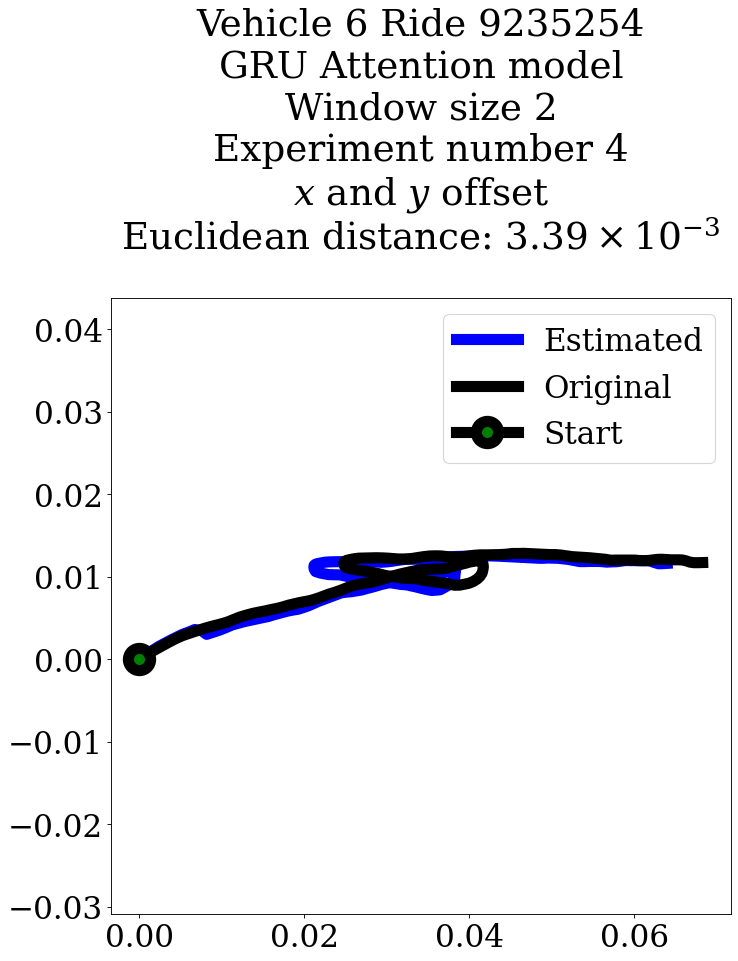 Vehicle 6 Ride 9235254
GRU Attention model
Window size 2
Experiment number 4
x and y offset
Euclidean distance: 3.39 × 10⁻³
Estimated
Original
Start
0.04
0.03
0.02
0.01
0.00
−0.01
−0.02
−0.03
0.00 0.02 0.04 0.06